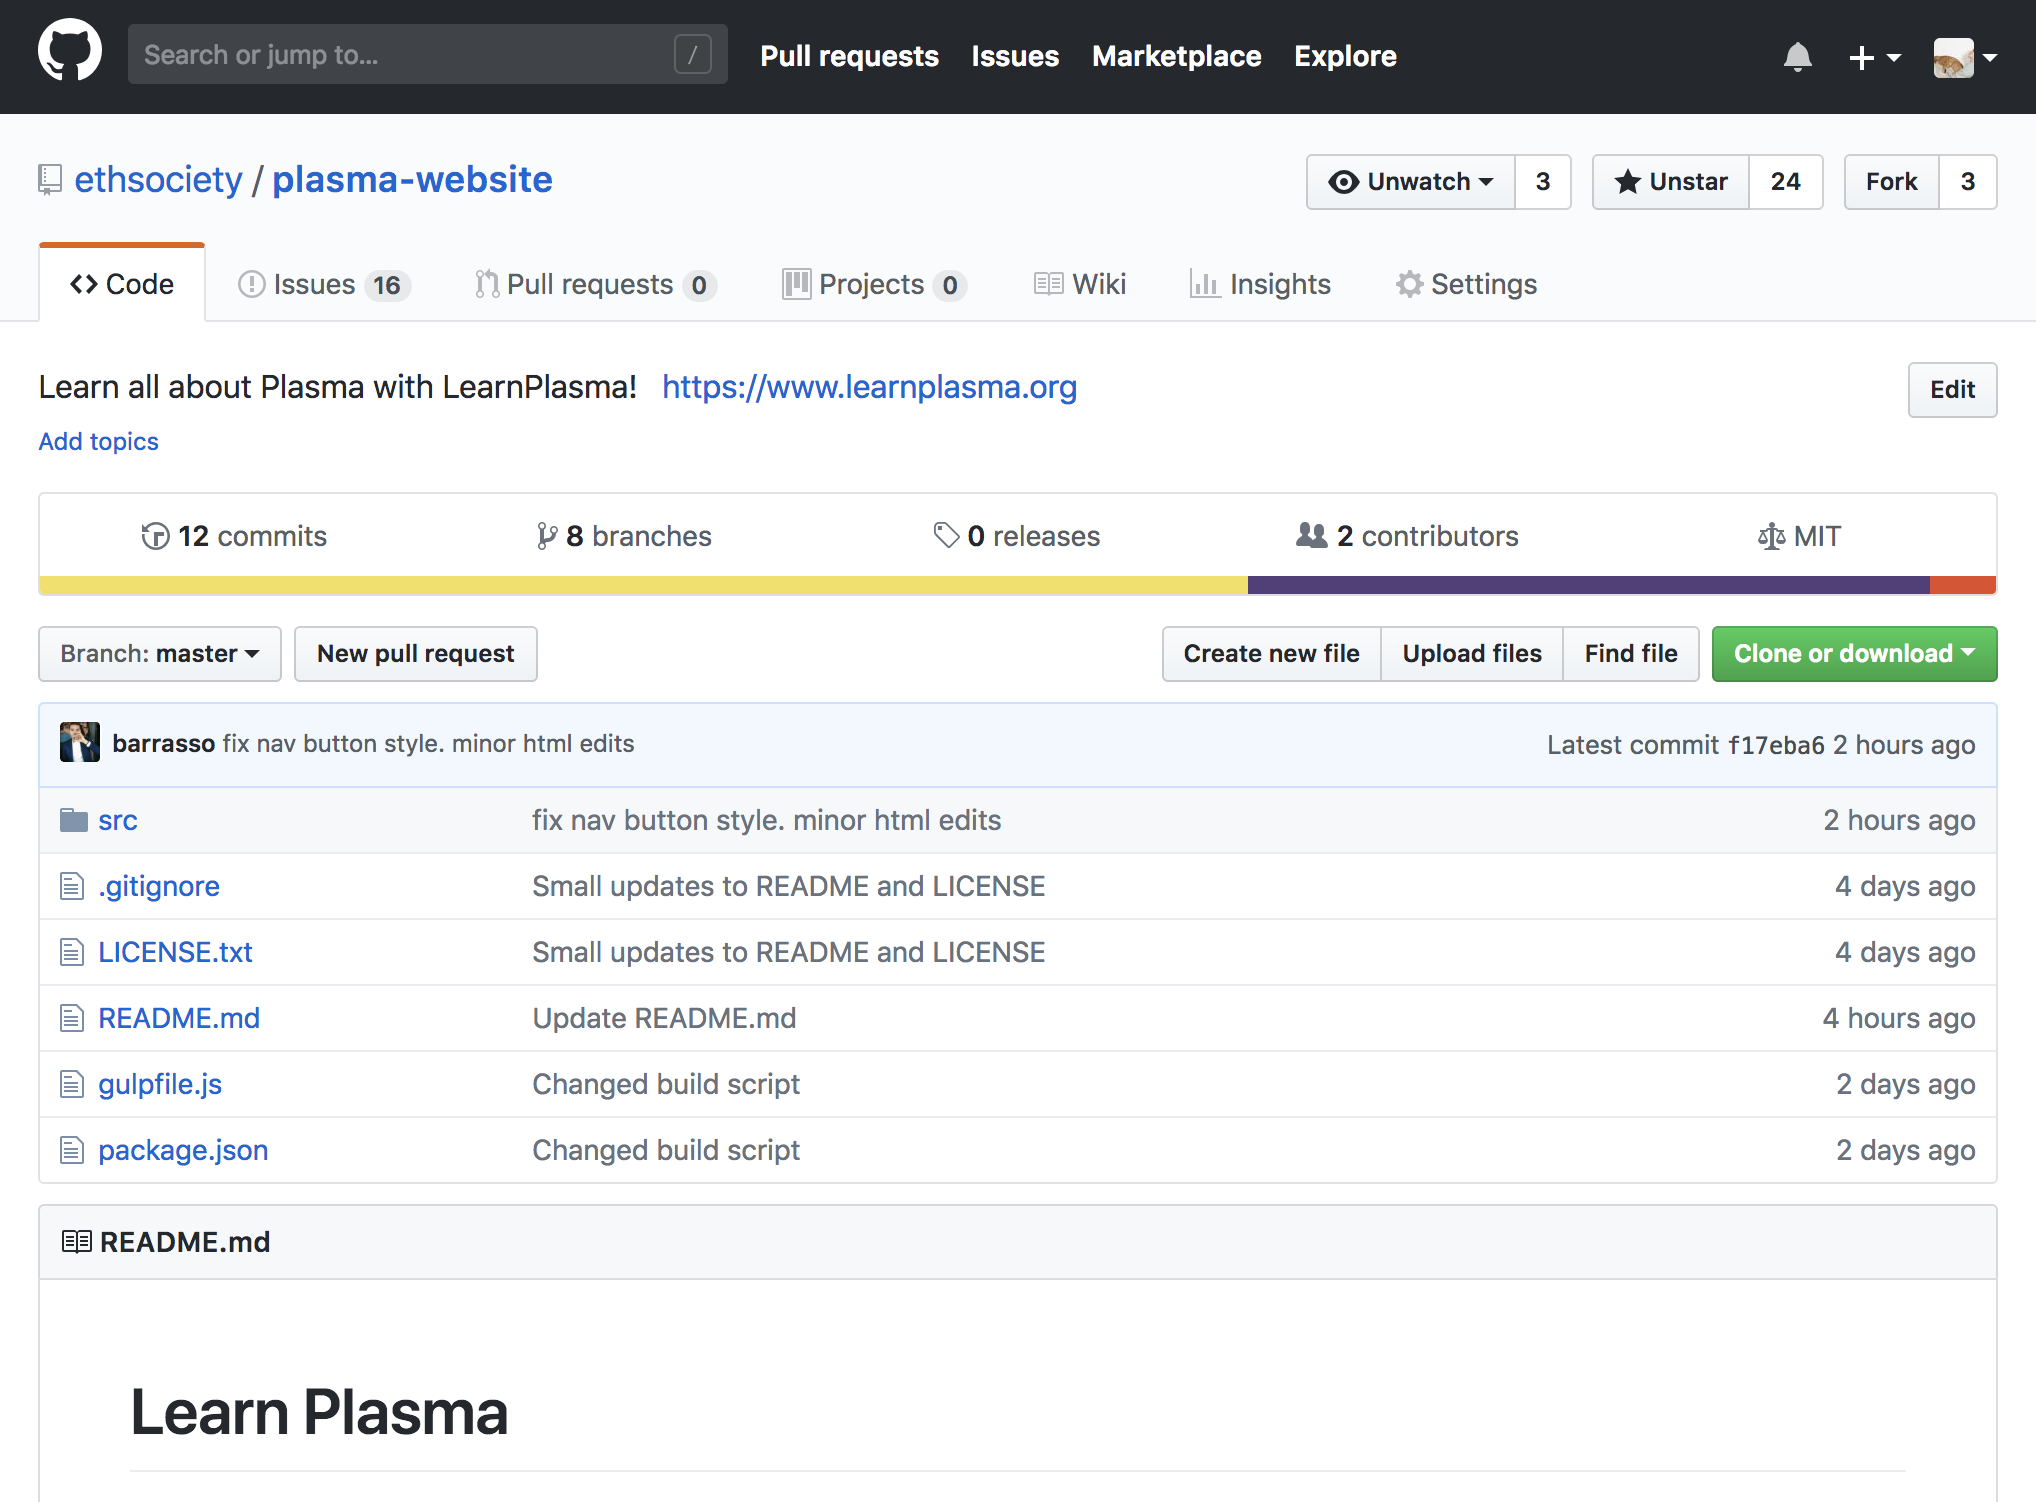 Search or jump to... / Pull requests Issues Marketplace Explore
ethsociety / plasma-website Unwatch 3 Unstar 24 Fork 3
Code Issues 16 Pull requests 0 Projects 0 Wiki Insights Settings
Learn all about Plasma with LearnPlasma! https://www.learnplasma.org Edit
Add topics
12 commits 8 branches 0 releases 2 contributors MIT
Branch: master New pull request Create new file Upload files Find file Clone or download
barrasso fix nav button style. minor html edits Latest commit f17eba6 2 hours ago
src fix nav button style. minor html edits 2 hours ago
.gitignore Small updates to README and LICENSE 4 days ago
LICENSE.txt Small updates to README and LICENSE 4 days ago
README.md Update README.md 4 hours ago
gulpfile.js Changed build script 2 days ago
package.json Changed build script 2 days ago
README.md
Learn Plasma